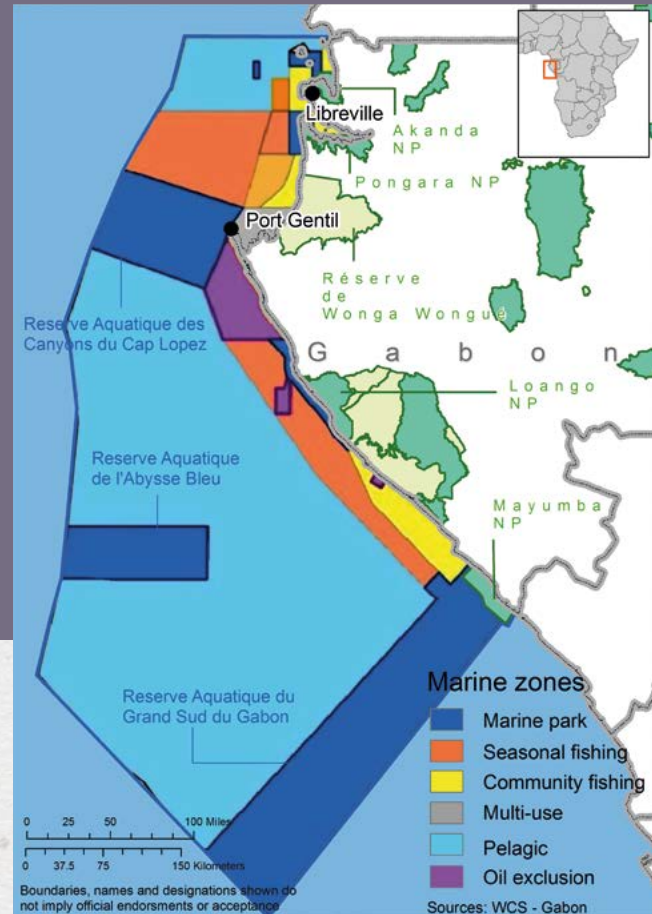 Libreville
Akanda
NP
Pongara NP
Port Gentil
Réserve
de
Wonga Wongué
Reserve Aquatique des
Canyons du Cap Lopez
Gabon
Loango
NP
Reserve Aquatique
de l'Abysse Bleu
Mayumba
NP
Reserve Aquatique du
Grand Sud du Gabon
Marine zones
Marine park
Seasonal fishing
Community fishing
Multi-use
Pelagic
Oil exclusion
0 25 50 100 Miles
0 37.5 75 150 Kilometers
Boundaries, names and designations shown do
not imply official endorsments or acceptance
Sources: WCS - Gabon